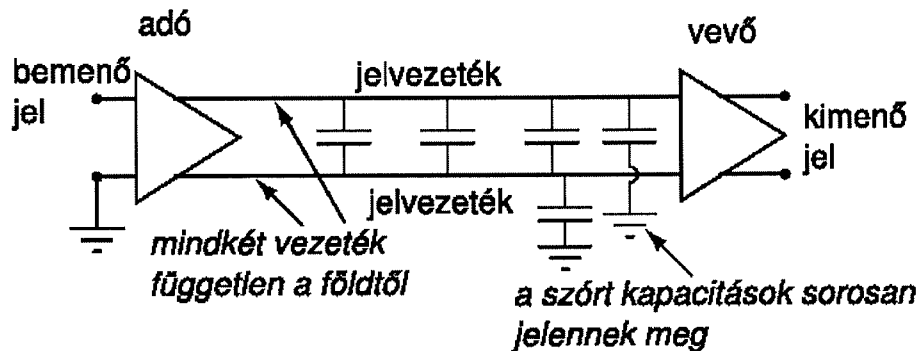 adó
vevő
bemenő
jel
jelvezeték
kimenő
jel
jelvezeték
mindkét vezeték
független a földtől
a szórt kapacitások sorosan
jelennek meg